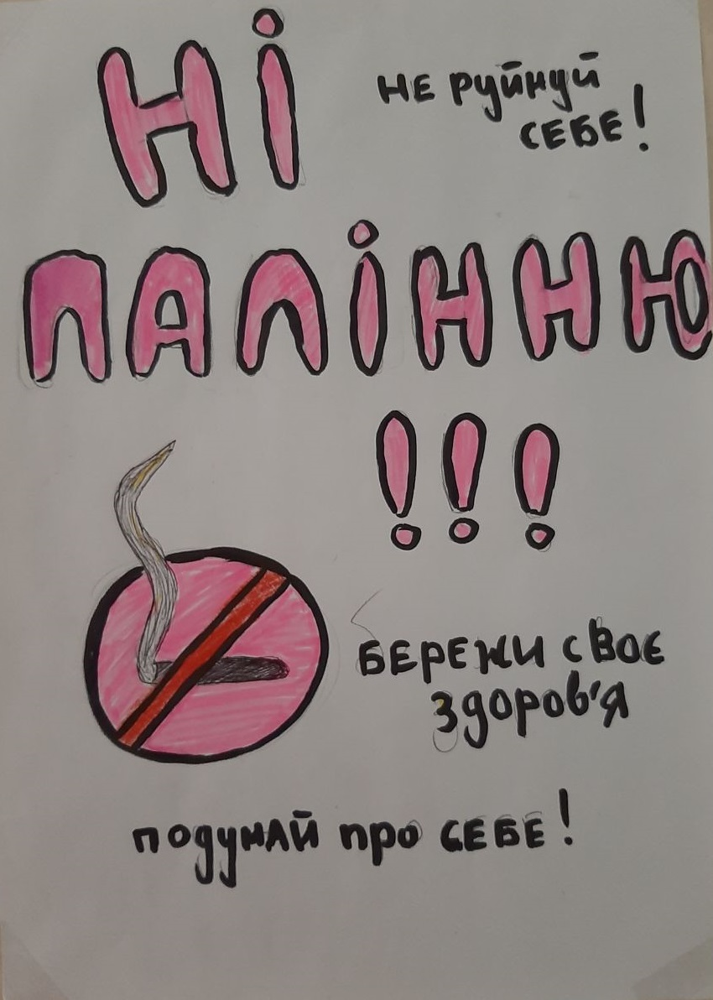 НІ
НЕ РУЙНУЙ
СЕБЕ!
ПАЛІННЮ
!!!
БЕРЕЖИ СВОЄ
ЗДОРОВ'Я
ПОДУМАЙ ПРО СЕБЕ!